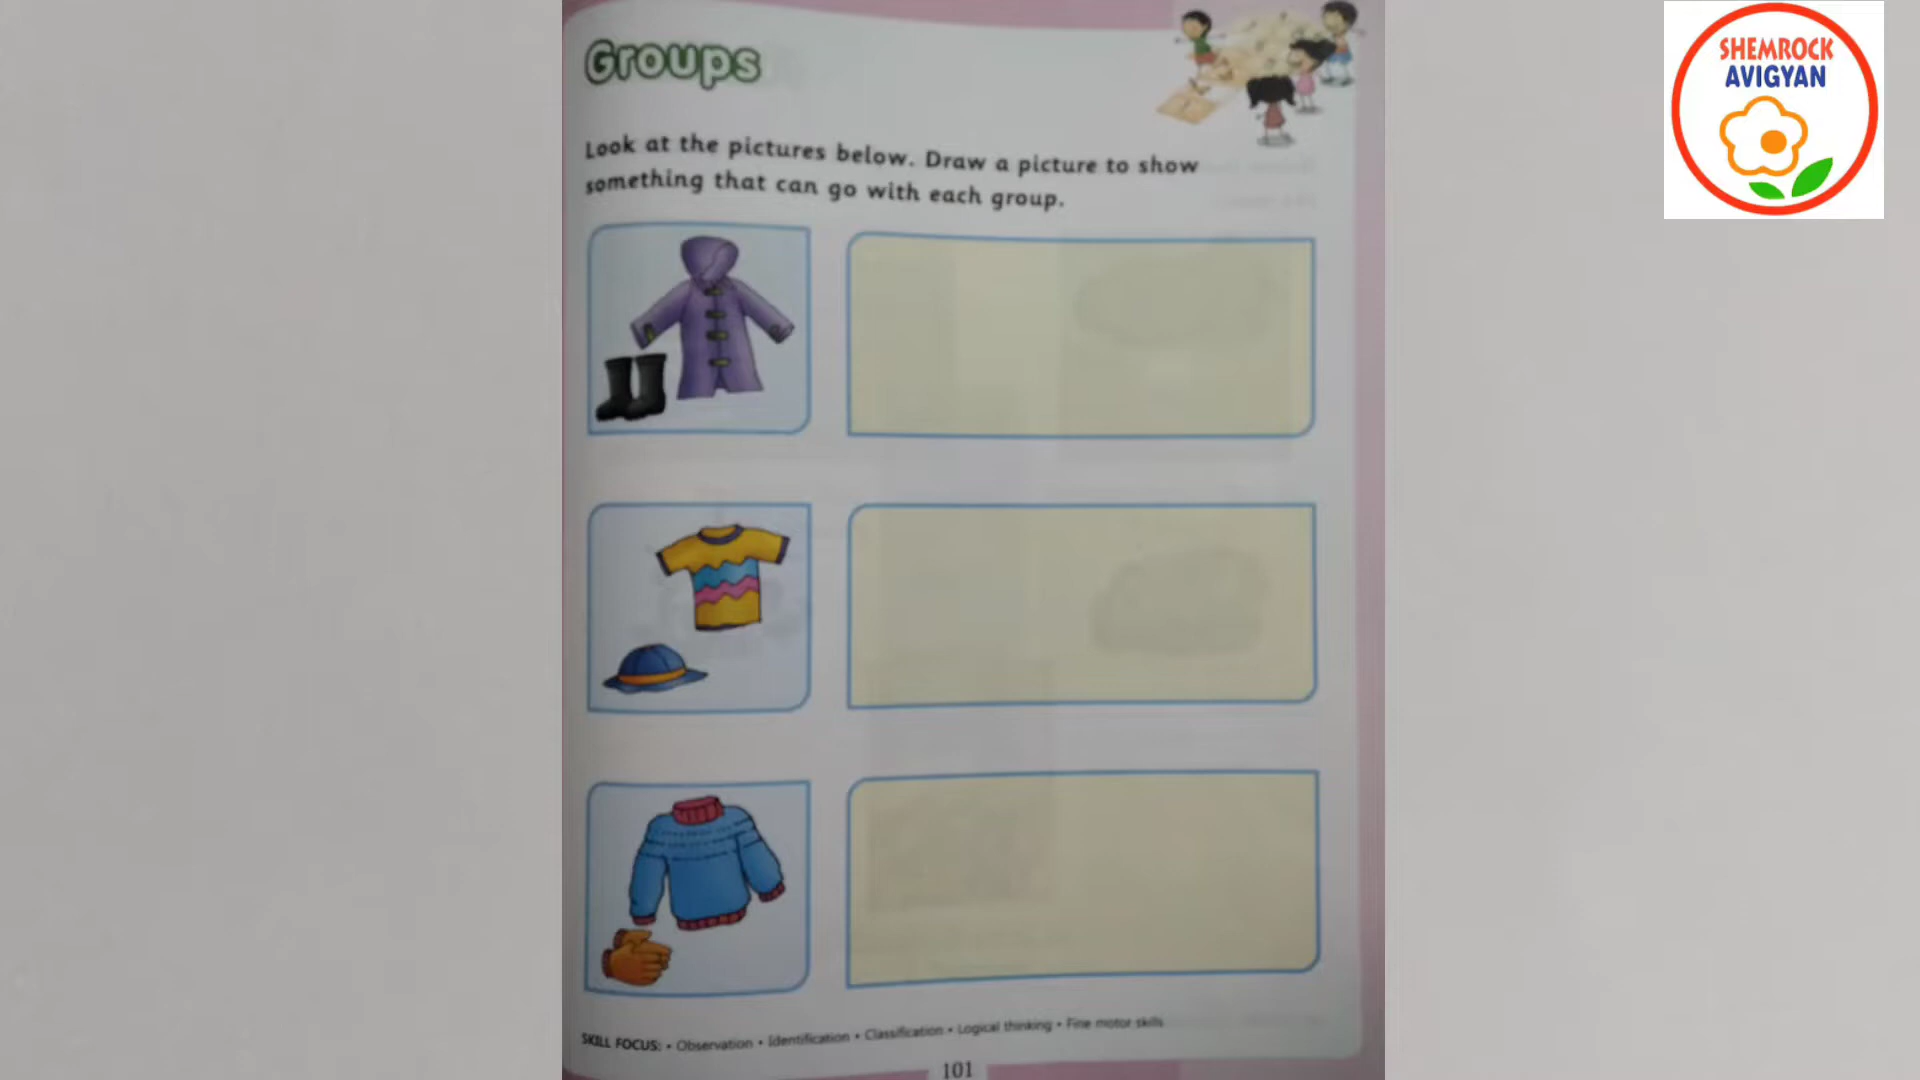 Groups
SHEMROCK
AVIGYAN
Look at the pictures below. Draw a picture to show
something that can go with each group.
SKILL FOCUS: • Observation • Identification • Classification • Logical thinking • Fine motor skills
101